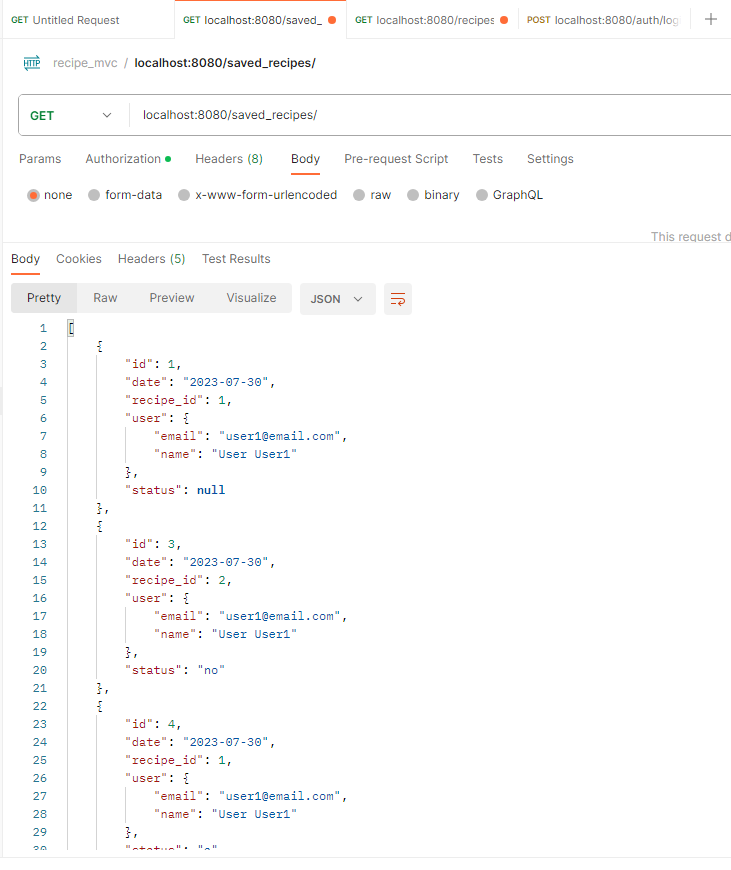 GET Untitled Request GET localhost:8080/saved_ GET localhost:8080/recipes POST localhost:8080/auth/log +
HTTP recipe_mvc / localhost:8080/saved_recipes/
GET localhost:8080/saved_recipes/
Params Authorization Headers (8) Body Pre-request Script Tests Settings
none form-data x-www-form-urlencoded raw binary GraphQL
This request d
Body Cookies Headers (5) Test Results
Pretty Raw Preview Visualize JSON
1 [
2 {
3 "id": 1,
4 "date": "2023-07-30",
5 "recipe_id": 1,
6 "user": {
7 "email": "user1@email.com",
8 "name": "User User1"
9 },
10 "status": null
11 },
12 {
13 "id": 3,
14 "date": "2023-07-30",
15 "recipe_id": 2,
16 "user": {
17 "email": "user1@email.com",
18 "name": "User User1"
19 },
20 "status": "no"
21 },
22 {
23 "id": 4,
24 "date": "2023-07-30",
25 "recipe_id": 1,
26 "user": {
27 "email": "user1@email.com",
28 "name": "User User1"
29 },
30 "status":